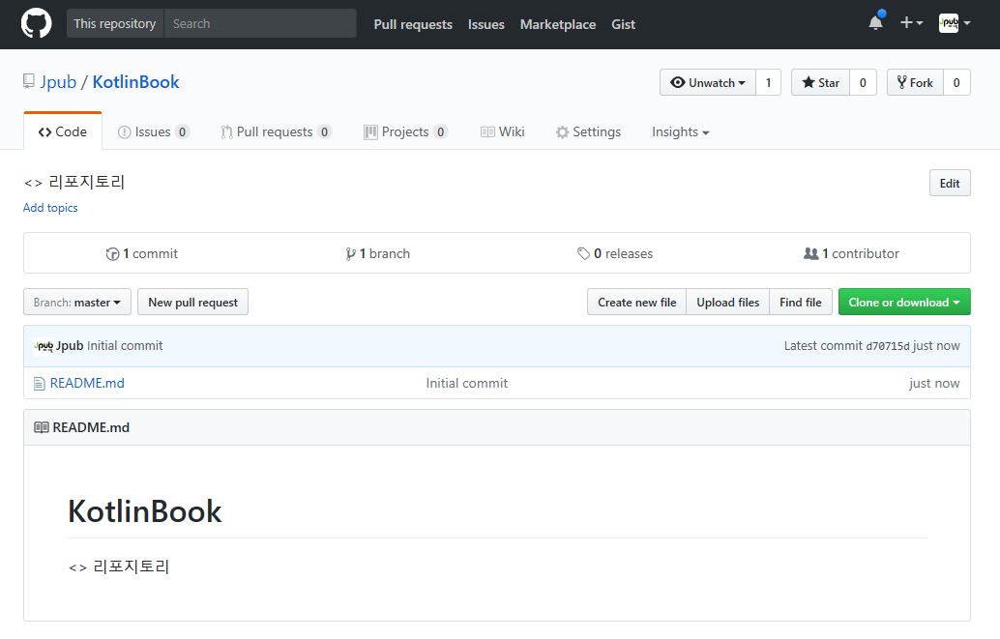 This repository Search Pull requests Issues Marketplace Gist Jpub
Jpub / KotlinBook Unwatch 1 Star 0 Fork 0
<> Code Issues 0 Pull requests 0 Projects 0 Wiki Settings Insights
<> 리포지토리 Edit
Add topics
1 commit 1 branch 0 releases 1 contributor
Branch: master New pull request Create new file Upload files Find file Clone or download
Jpub Jpub Initial commit Latest commit d70715d just now
README.md Initial commit just now
README.md
KotlinBook
<> 리포지토리